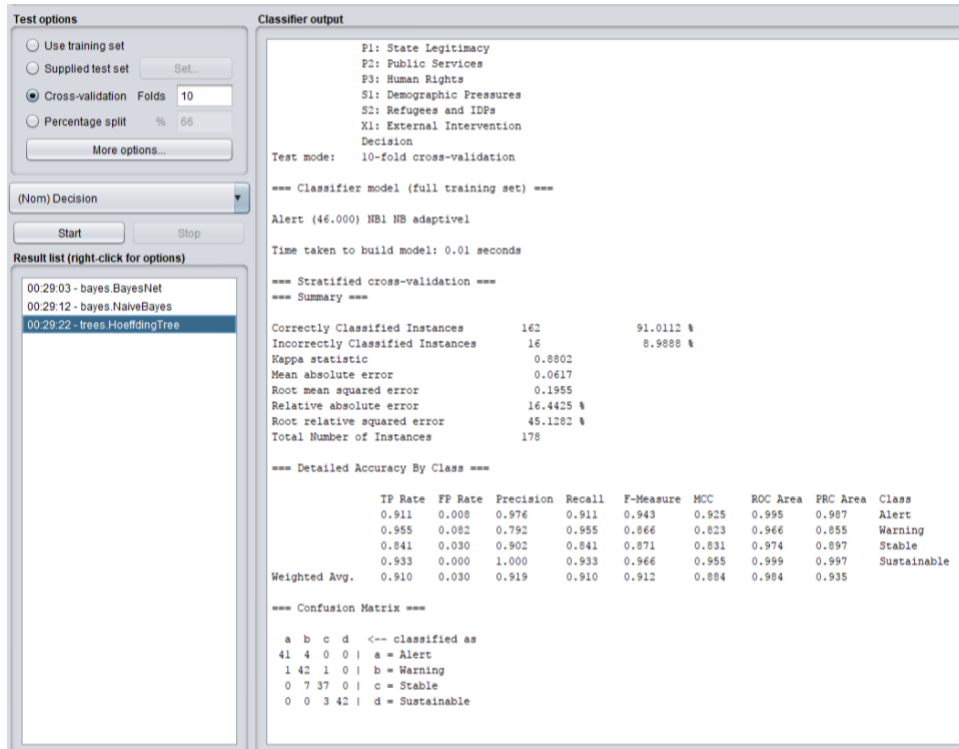 Test options
Use training set
Supplied test set Set...
Cross-validation Folds 10
Percentage split % 66
More options...
(Nom) Decision
Start Stop
Result list (right-click for options)
00:29:03 - bayes.BayesNet
00:29:12 - bayes.NaiveBayes
00:29:22 - trees.HoeffdingTree
Classifier output
P1: State Legitimacy
P2: Public Services
P3: Human Rights
S1: Demographic Pressures
S2: Refugees and IDPs
X1: External Intervention
Decision
Test mode: 10-fold cross-validation
=== Classifier model (full training set) ===
Alert (46.000) NB1 NB adaptive1
Time taken to build model: 0.01 seconds
=== Stratified cross-validation ===
=== Summary ===
Correctly Classified Instances 162 91.0112 %
Incorrectly Classified Instances 16 8.9888 %
Kappa statistic 0.8802
Mean absolute error 0.0617
Root mean squared error 0.1955
Relative absolute error 16.4425 %
Root relative squared error 45.1282 %
Total Number of Instances 178
=== Detailed Accuracy By Class ===
TP Rate FP Rate Precision Recall F-Measure MCC ROC Area PRC Area Class
0.911 0.008 0.976 0.911 0.943 0.925 0.995 0.987 Alert
0.955 0.082 0.792 0.955 0.866 0.823 0.966 0.855 Warning
0.841 0.030 0.902 0.841 0.871 0.831 0.974 0.897 Stable
0.933 0.000 1.000 0.933 0.966 0.955 0.999 0.997 Sustainable
Weighted Avg. 0.910 0.030 0.919 0.910 0.912 0.884 0.984 0.935
=== Confusion Matrix ===
a b c d <-- classified as
41 4 0 0 | a = Alert
1 42 1 0 | b = Warning
0 7 37 0 | c = Stable
0 0 3 42 | d = Sustainable